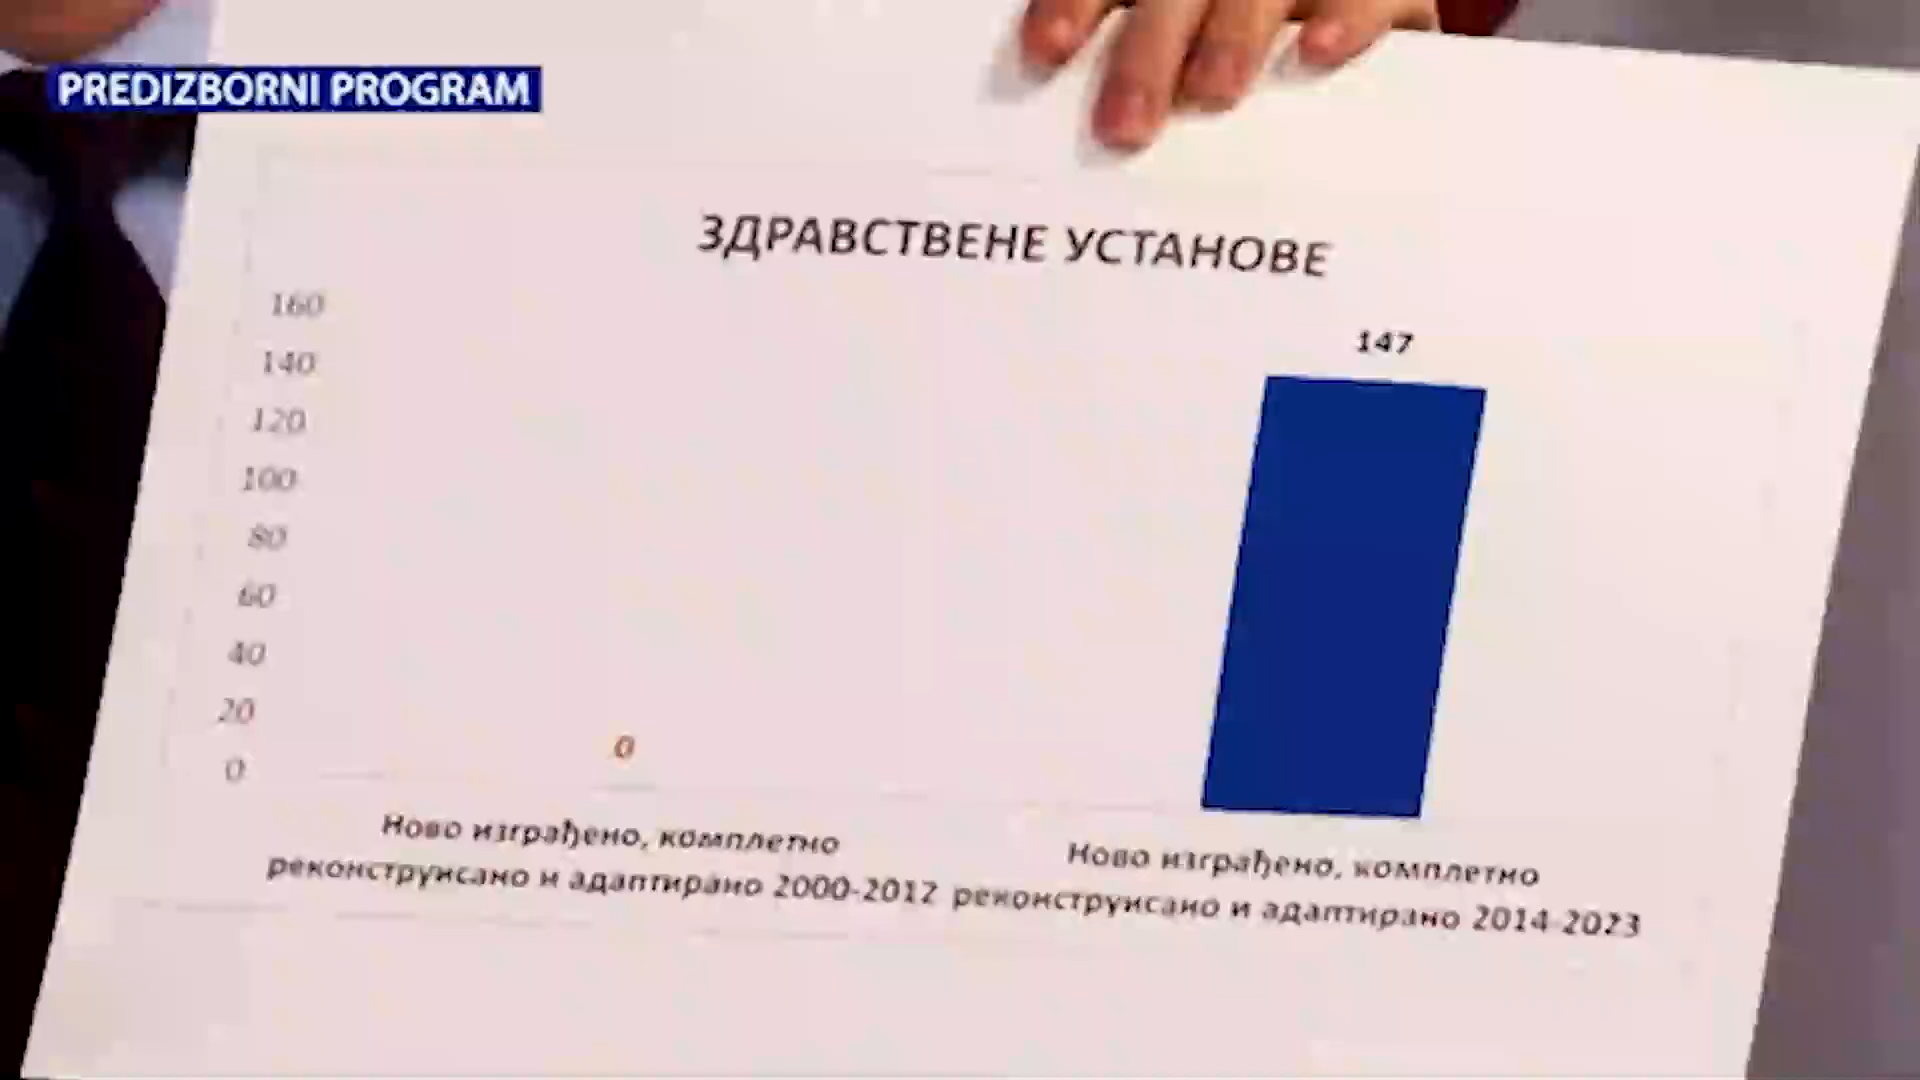 PREDIZBORNI PROGRAM
ЗДРАВСТВЕНЕ УСТАНОВЕ
160
140
120
100
80
60
40
20
0
147
0
Ново изграђено, комплетно
реконструисано и адаптирано 2000-2012
Ново изграђено, комплетно
реконструисано и адаптирано 2014-2023